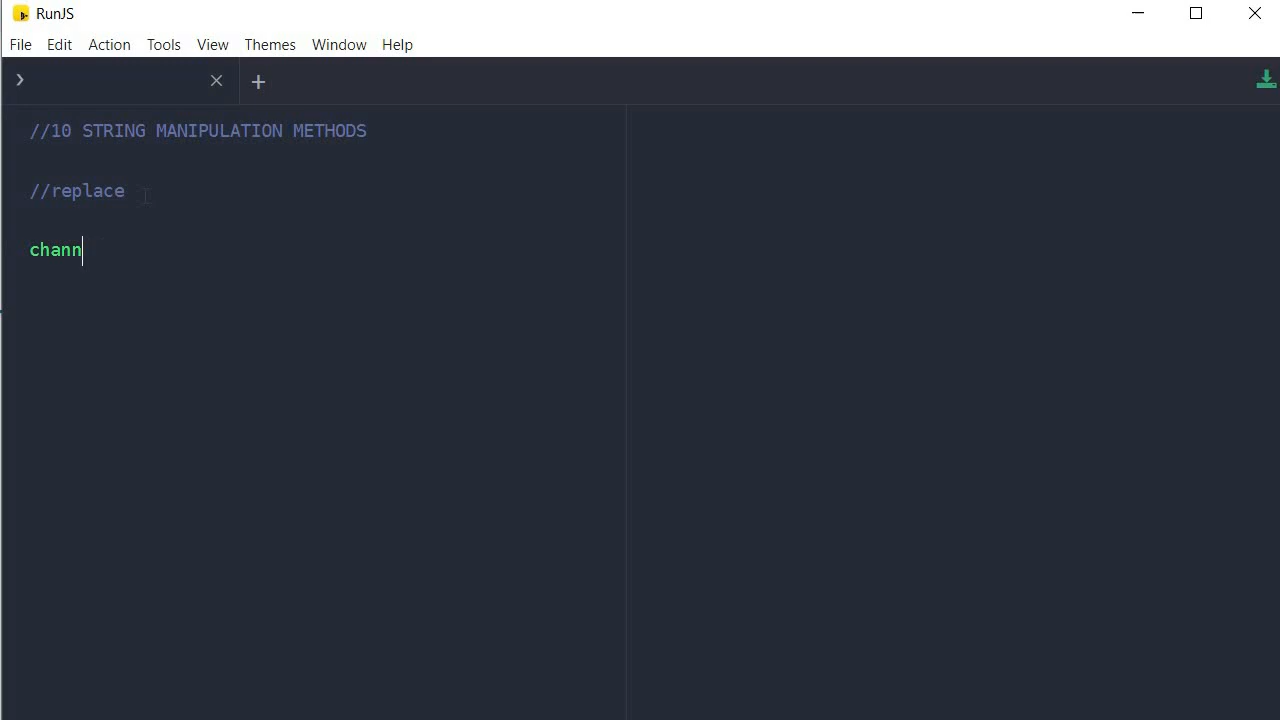 RunJS
File Edit Action Tools View Themes Window Help
//10 STRING MANIPULATION METHODS
//replace
chann